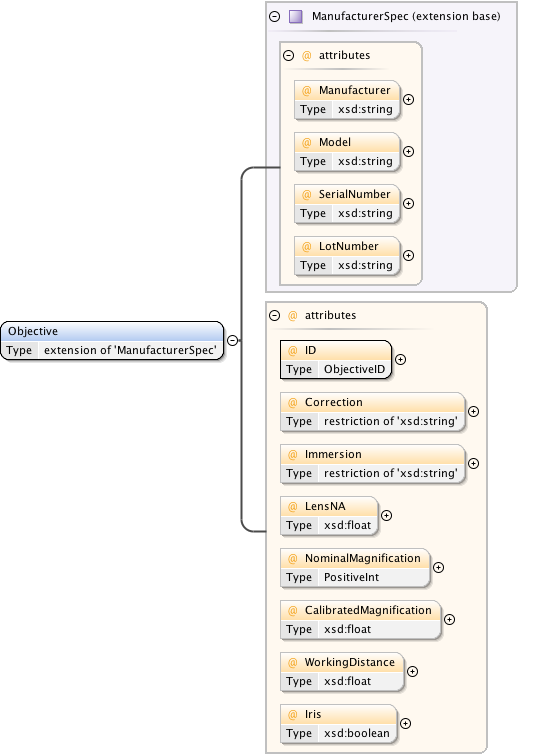 ManufacturerSpec (extension base)
@ attributes
@ Manufacturer
Type xsd:string
@ Model
Type xsd:string
@ SerialNumber
Type xsd:string
@ LotNumber
Type xsd:string
Objective
Type extension of 'ManufacturerSpec'
@ attributes
@ ID
Type ObjectiveID
@ Correction
Type restriction of 'xsd:string'
@ Immersion
Type restriction of 'xsd:string'
@ LensNA
Type xsd:float
@ NominalMagnification
Type PositiveInt
@ CalibratedMagnification
Type xsd:float
@ WorkingDistance
Type xsd:float
@ Iris
Type xsd:boolean